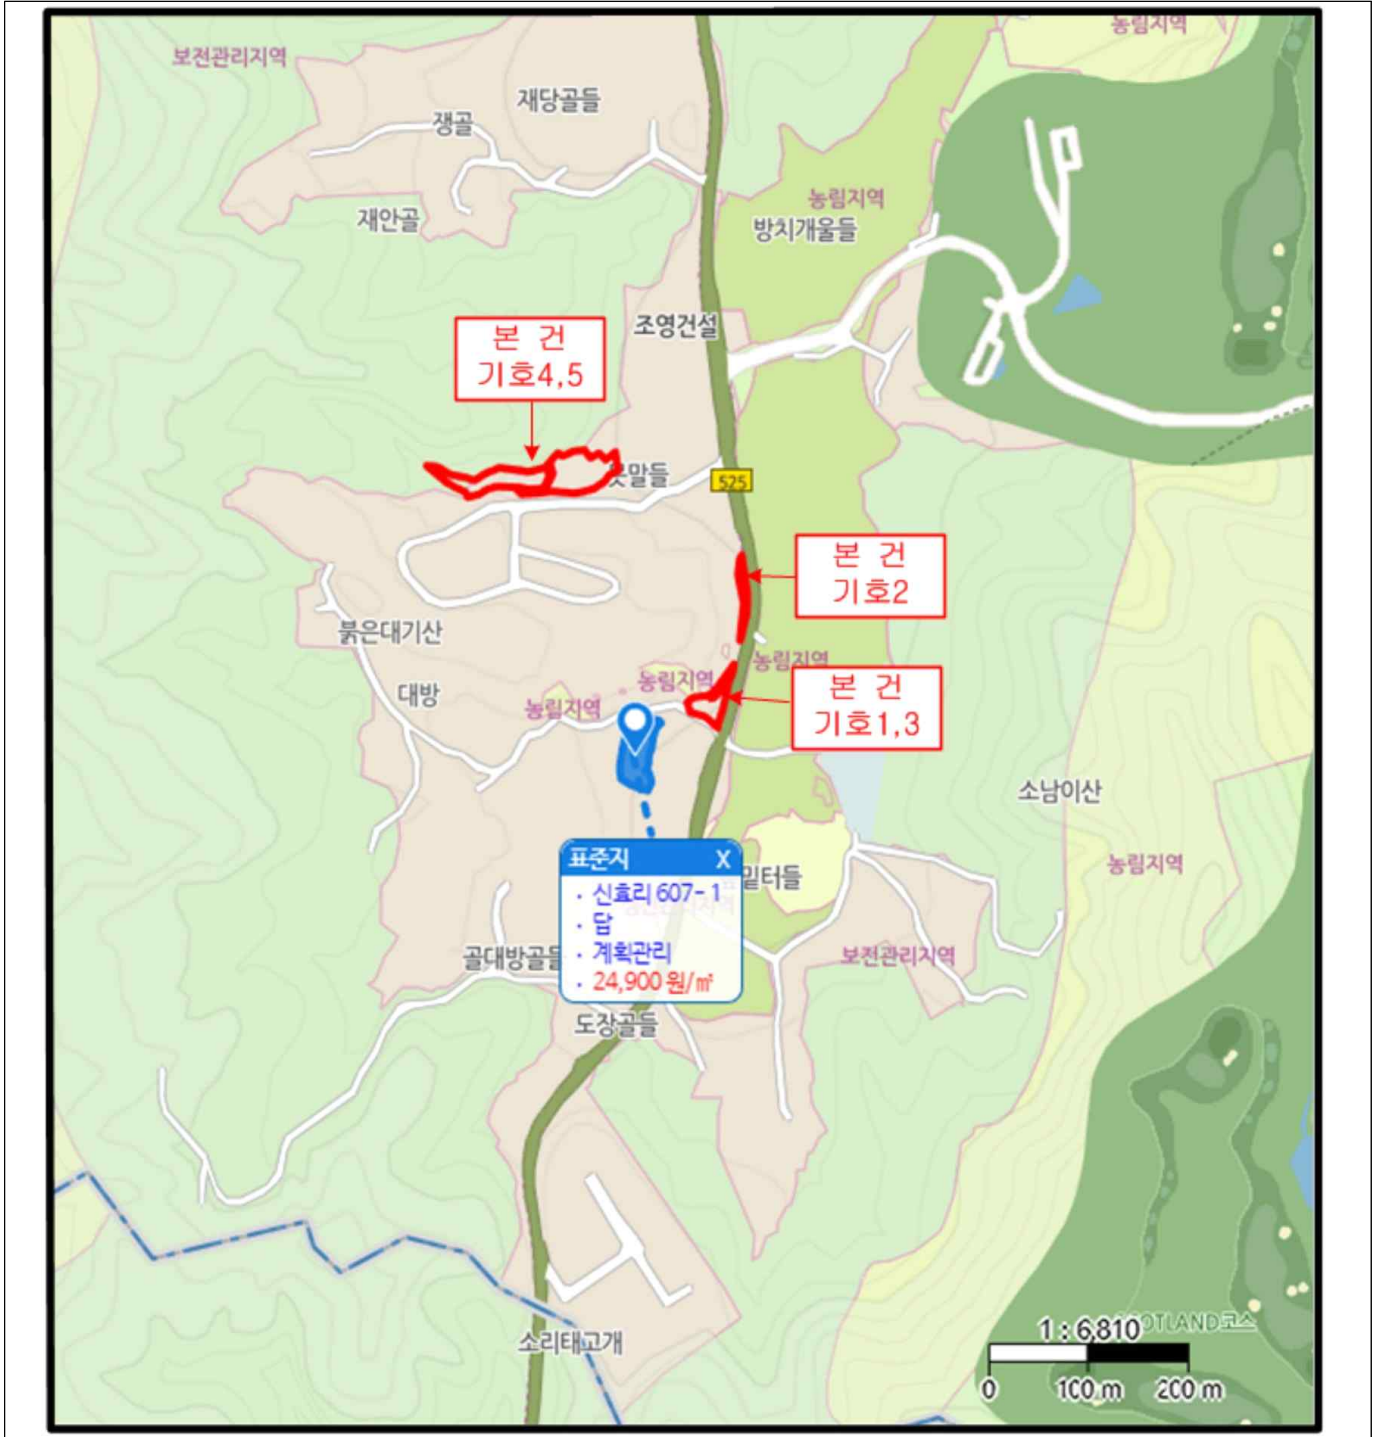 농림지역
보전관리지역
재당골들
쟁골
농림지역
재안골
방치개울들
조영건설
본 건
기호4,5
525
본 건
기호2
붉은대기산
농림지역
농림지역
대방
농림지역
본 건
기호1,3
소남이산
표준지 X
· 신효리 607-1
· 답
· 계획관리
· 24,900 원/㎡
농림지역
보전관리지역
골대방골들
도장골들
소리태고개
1 : 6,810
0 100 m 200 m